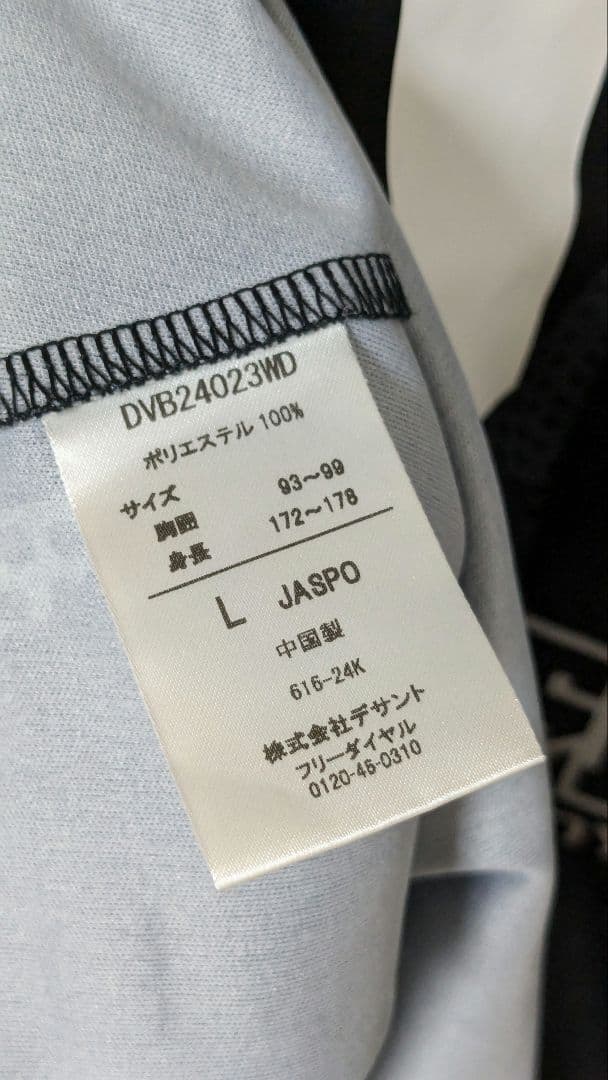 DVB24023WD
ポリエステル 100%
サイズ
胸囲 93～99
身長 172～178
L JASPO
中国製
616-24K
株式会社デサント
フリーダイヤル
0120-46-0310